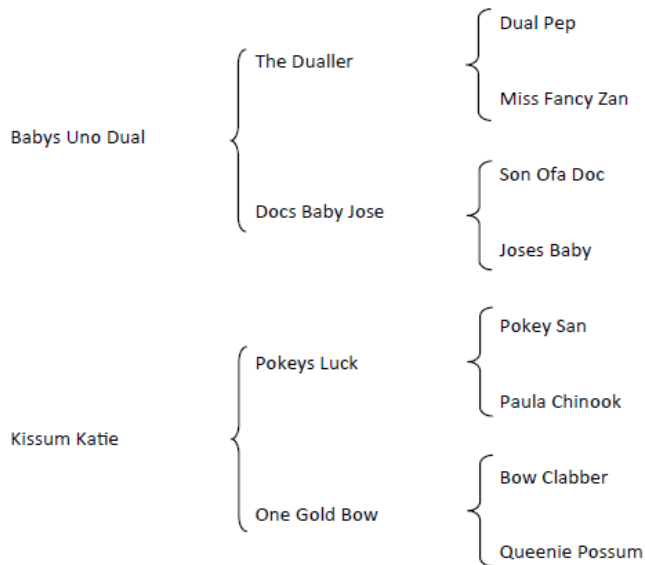 Dual Pep
The Dualler
Miss Fancy Zan
Babys Uno Dual
Son Ofa Doc
Docs Baby Jose
Joses Baby
Pokey San
Pokeys Luck
Paula Chinook
Kissum Katie
Bow Clabber
One Gold Bow
Queenie Possum